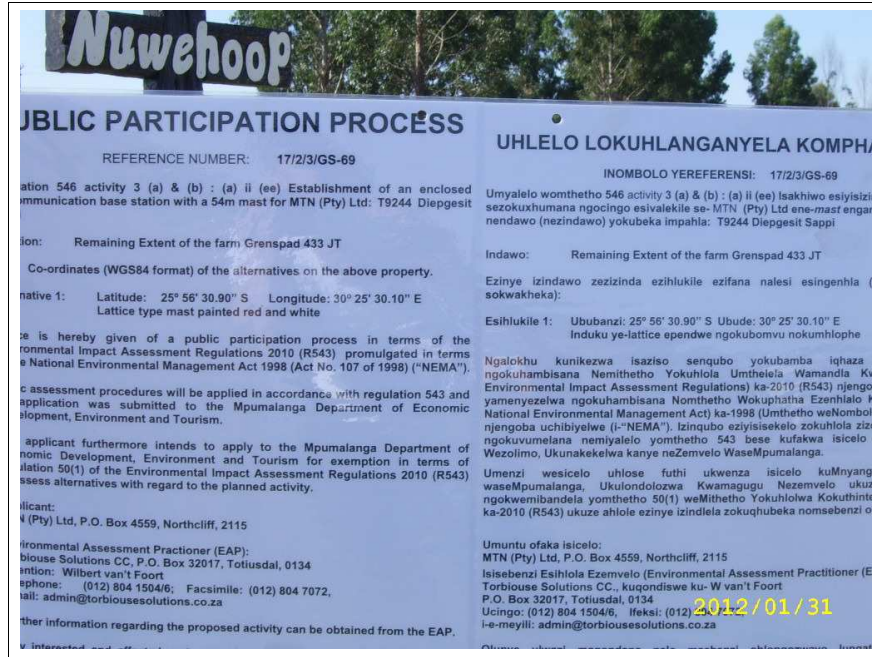 Nuwehoop
UBLIC PARTICIPATION PROCESS
REFERENCE NUMBER: 17/2/3/GS-69
ation 546 activity 3 (a) & (b) : (a) ii (ee) Establishment of an enclosed
mmunication base station with a 54m mast for MTN (Pty) Ltd: T9244 Diepgesit
tion: Remaining Extent of the farm Grenspad 433 JT
Co-ordinates (WGS84 format) of the alternatives on the above property.
native 1: Latitude: 25º 56' 30.90" S Longitude: 30º 25' 30.10" E
Lattice type mast painted red and white
ce is hereby given of a public participation process in terms of the
ronmental Impact Assessment Regulations 2010 (R543) promulgated in terms
e National Environmental Management Act 1998 (Act No. 107 of 1998) ("NEMA").
c assessment procedures will be applied in accordance with regulation 543 and
application was submitted to the Mpumalanga Department of Economic
elopment, Environment and Tourism.
applicant furthermore intends to apply to the Mpumalanga Department of
nomic Development, Environment and Tourism for exemption in terms of
ulation 50(1) of the Environmental Impact Assessment Regulations 2010 (R543)
ssess alternatives with regard to the planned activity.
licant:
N (Pty) Ltd, P.O. Box 4559, Northcliff, 2115
vironmental Assessment Practioner (EAP):
rbiouse Solutions CC, P.O. Box 32017, Totiusdal, 0134
ention: Wilbert van't Foort
ephone: (012) 804 1504/6; Facsimile: (012) 804 7072,
ail: admin@torbiousesolutions.co.za
rther information regarding the proposed activity can be obtained from the EAP.
UHLELO LOKUHLANGANYELA KOMPHA
INOMBOLO YEREFERENSI: 17/2/3/GS-69
Umyalelo womthetho 546 activity 3 (a) & (b) : (a) ii (ee) Isakhiwo esiyisizin
sezokuxhumana ngocingo esivalekile se- MTN (Pty) Ltd ene-mast engan
nendawo (nezindawo) yokubeka impahla: T9244 Diepgesit Sappi
Indawo: Remaining Extent of the farm Grenspad 433 JT
Ezinye izindawo zezizinda ezihlukile ezifana nalesi esingenhla (
sokwakheka):
Esihlukile 1: Ububanzi: 25º 56' 30.90" S Ubude: 30º 25' 30.10" E
Induku ye-lattice ependwe ngokubomvu nokumhlophe
Ngalokhu kunikezwa isaziso senqubo yokubamba iqhaza
ngokuhambisana Nemithetho Yokuhlola Umthelela Wamandla Kw
Environmental Impact Assessment Regulations) ka-2010 (R543) njengo
yamenyezelwa ngokuhambisana Nomthetho Wokuphatha Ezenhlalo K
National Environmental Management Act) ka-1998 (Umthetho weNombol
njengoba uchibiyelwe (i-"NEMA"). Izinqubo eziyisisekelo zokuhlola zizo
ngokuvumelana nemiyalelo yomthetho 543 bese kufakwa isicelo
Wezolimo, Ukunakekelwa kanye neZemvelo WaseMpumalanga.
Umenzi wesicelo uhlose futhi ukwenza isicelo kuMnyang
waseMpumalanga, Ukulondolozwa Kwamagugu Nezemvelo ukuz
ngokwemibandela yomthetho 50(1) weMithetho Yokuhlolwa Kokuthinte
ka-2010 (R543) ukuze ahlole ezinye izindlela zokuqhubeka nomsebenzi o
Umuntu ofaka isicelo:
MTN (Pty) Ltd, P.O. Box 4559, Northcliff, 2115
Isisebenzi Esihlola Ezemvelo (Environmental Assessment Practitioner (E
Torbiouse Solutions CC., kuqondiswe ku- W van't Foort
P.O. Box 32017, Totiusdal, 0134
Ucingo: (012) 804 1504/6, Ifeksi: (012)
i-e-meyili: admin@torbiousesolutions.co.za
2012/01/31